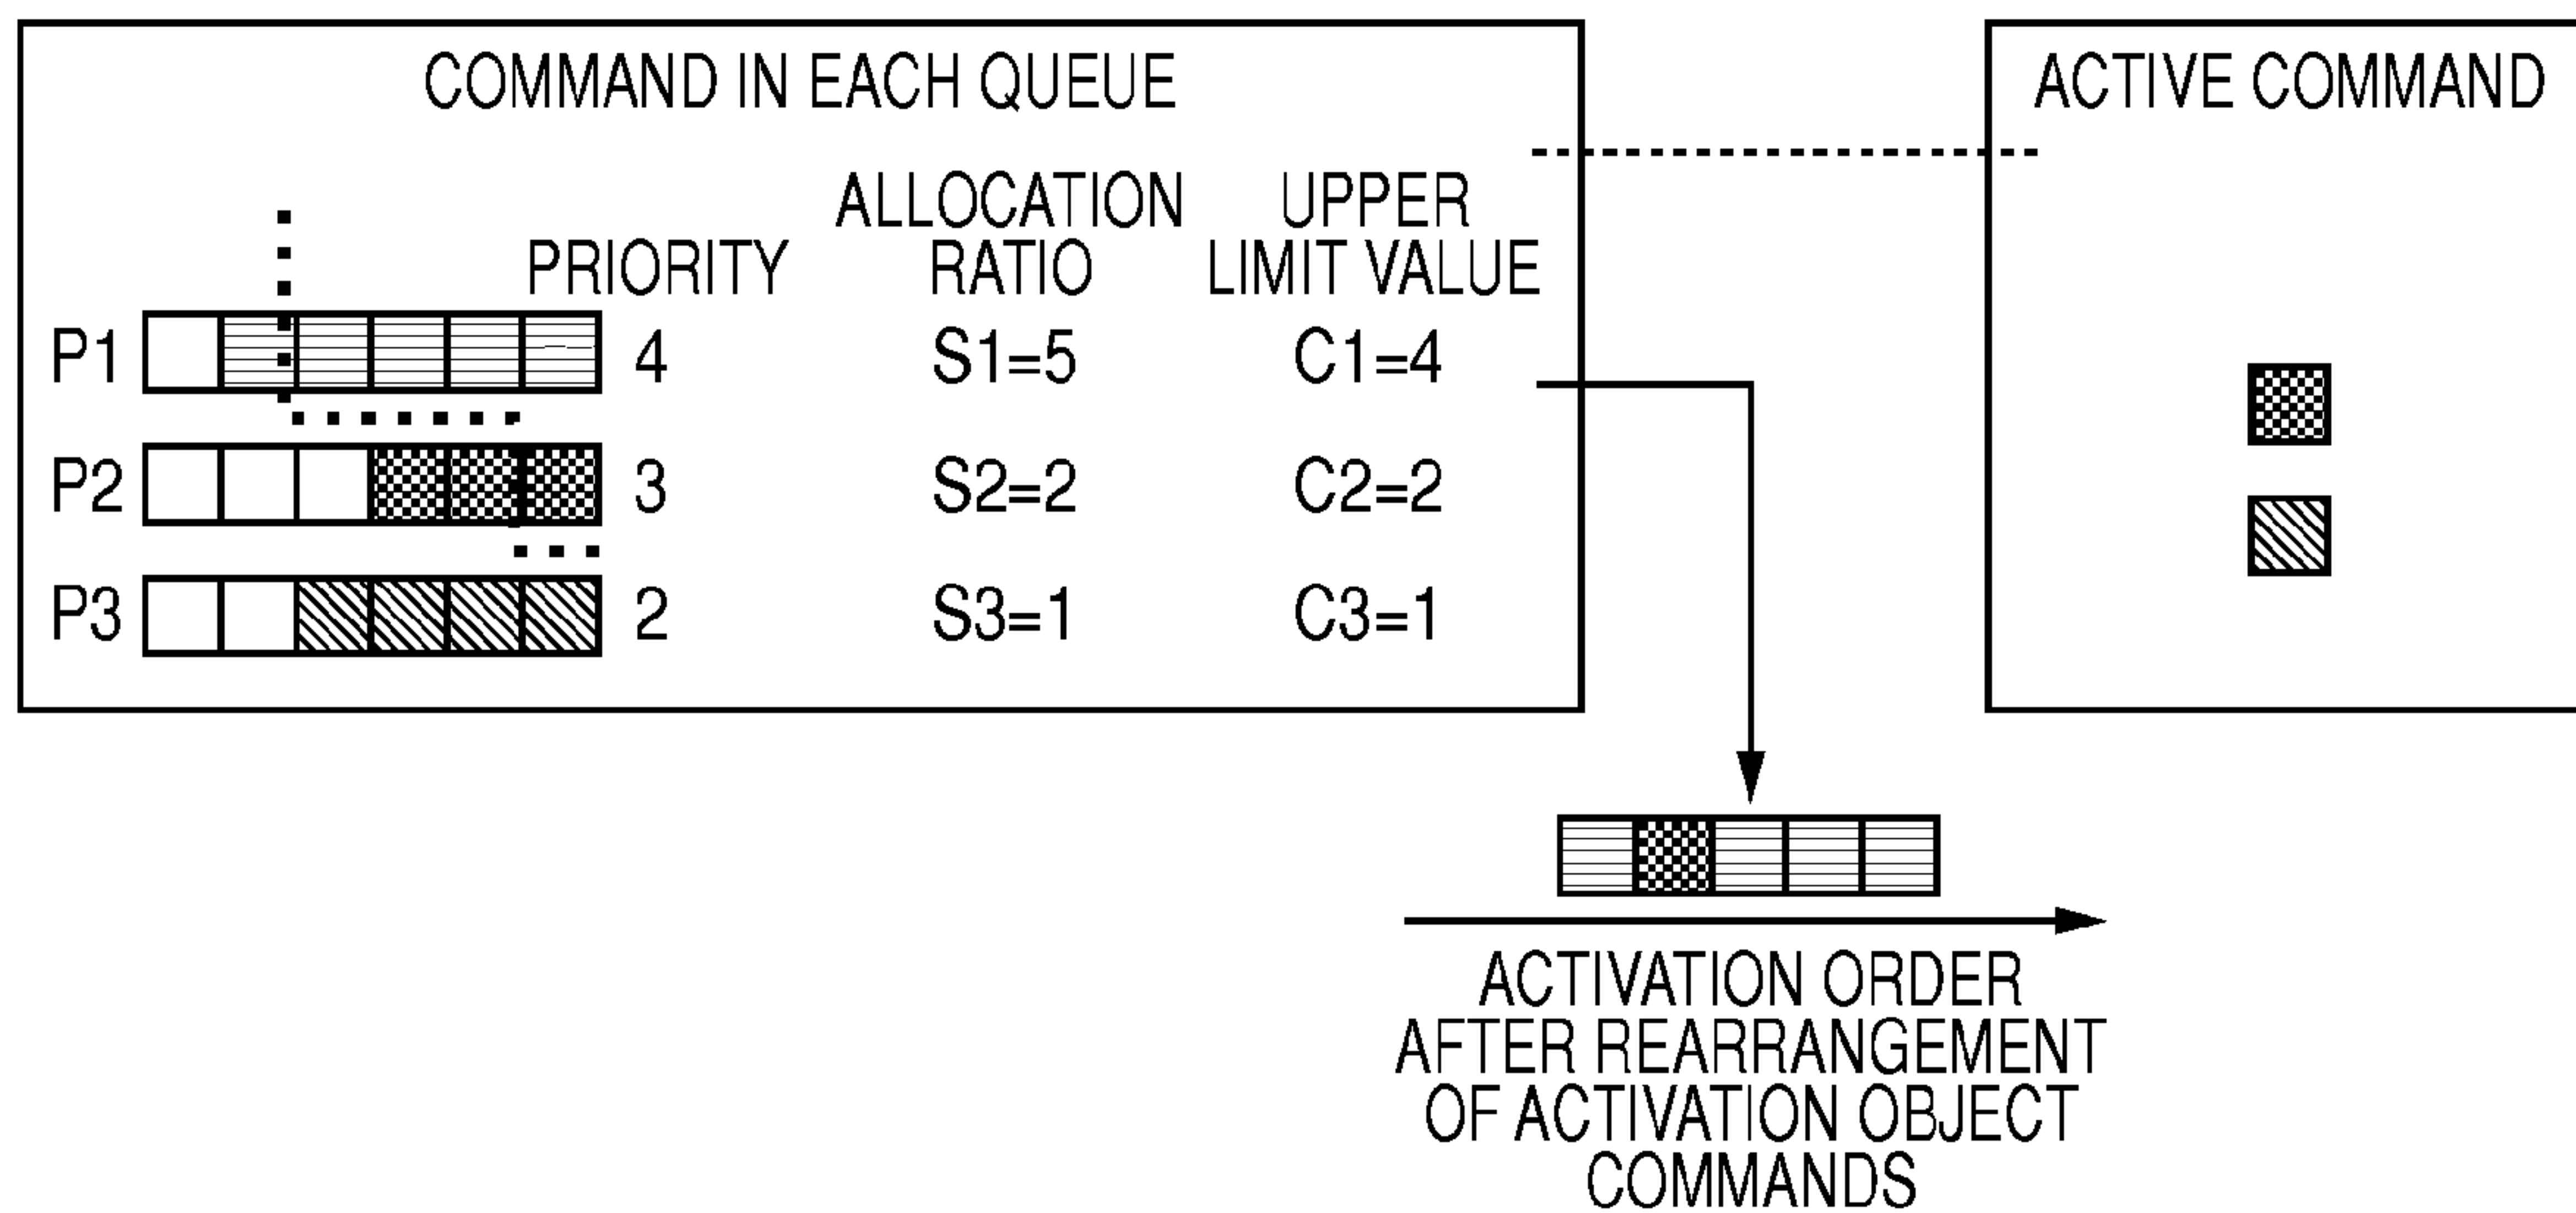 COMMAND IN EACH QUEUE
ACTIVE COMMAND
PRIORITY
ALLOCATION
RATIO
UPPER
LIMIT VALUE
P1 4 S1=5 C1=4
P2 3 S2=2 C2=2
P3 2 S3=1 C3=1
ACTIVATION ORDER
AFTER REARRANGEMENT
OF ACTIVATION OBJECT
COMMANDS